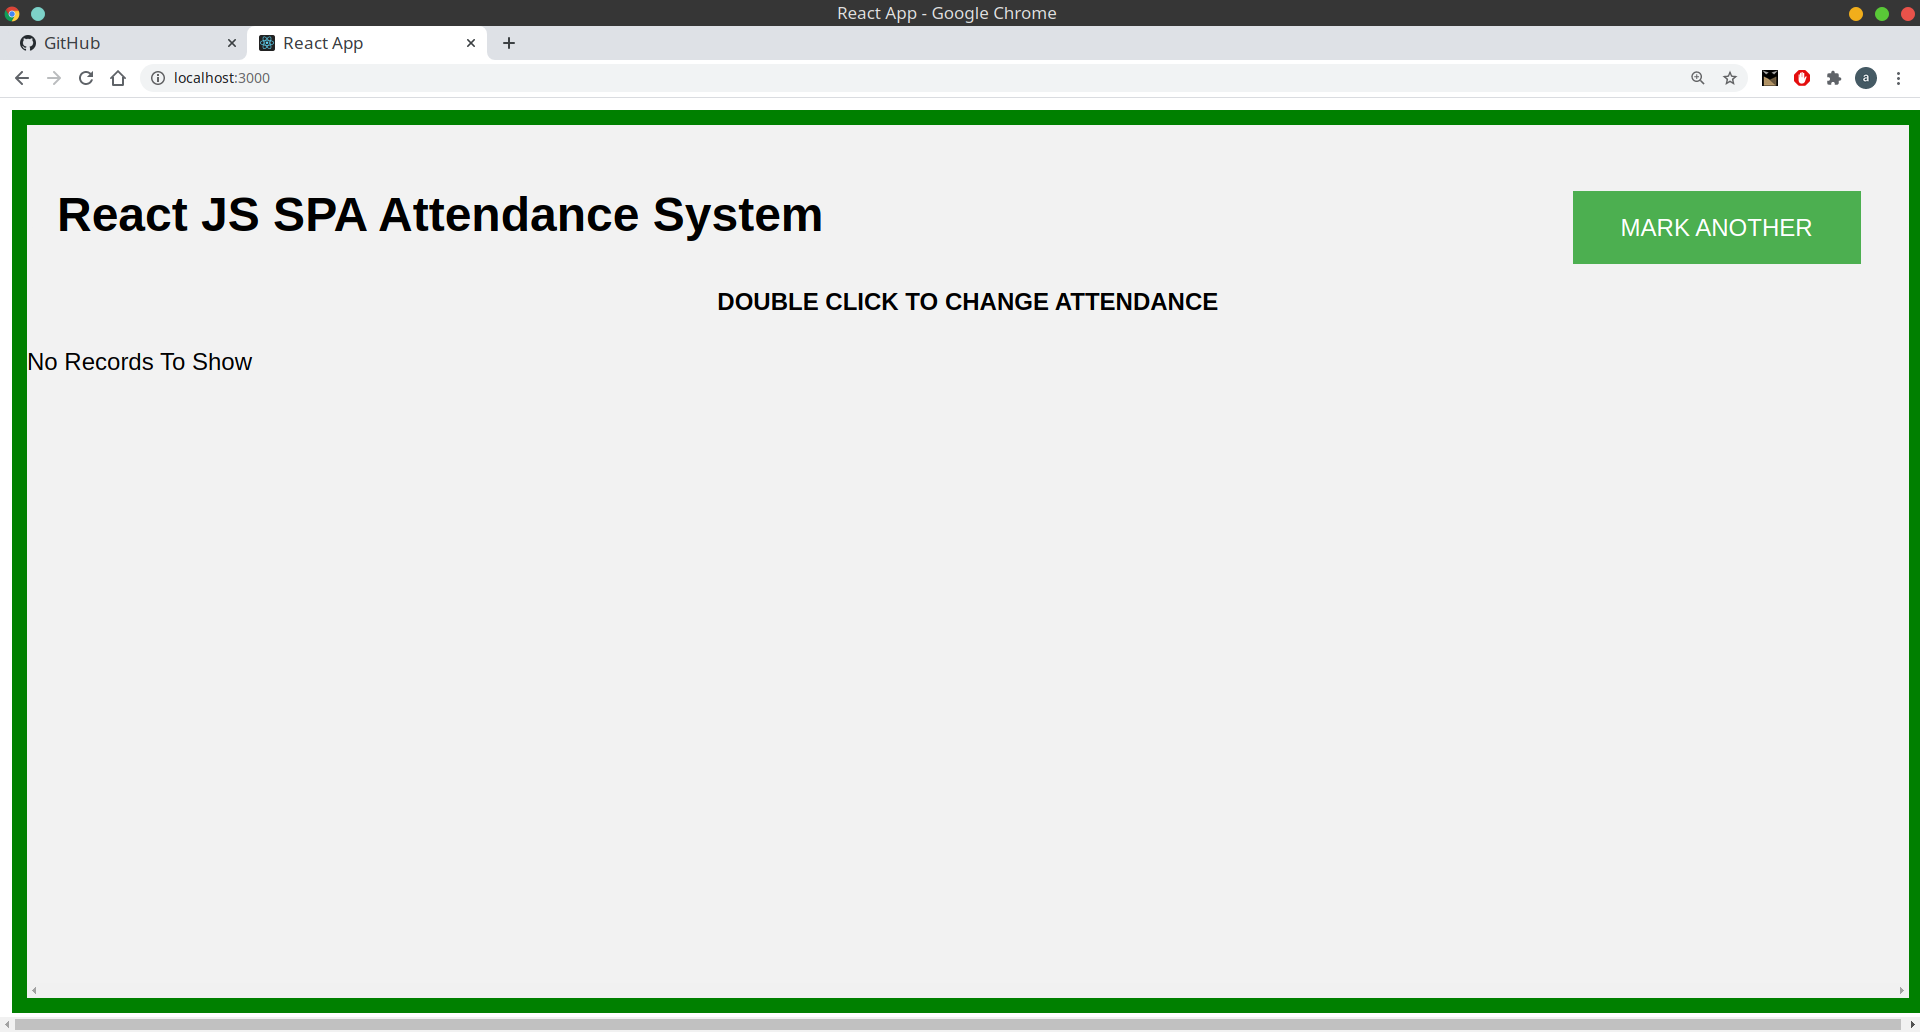 React App - Google Chrome
GitHub
React App
localhost:3000
a
React JS SPA Attendance System
MARK ANOTHER
DOUBLE CLICK TO CHANGE ATTENDANCE
No Records To Show